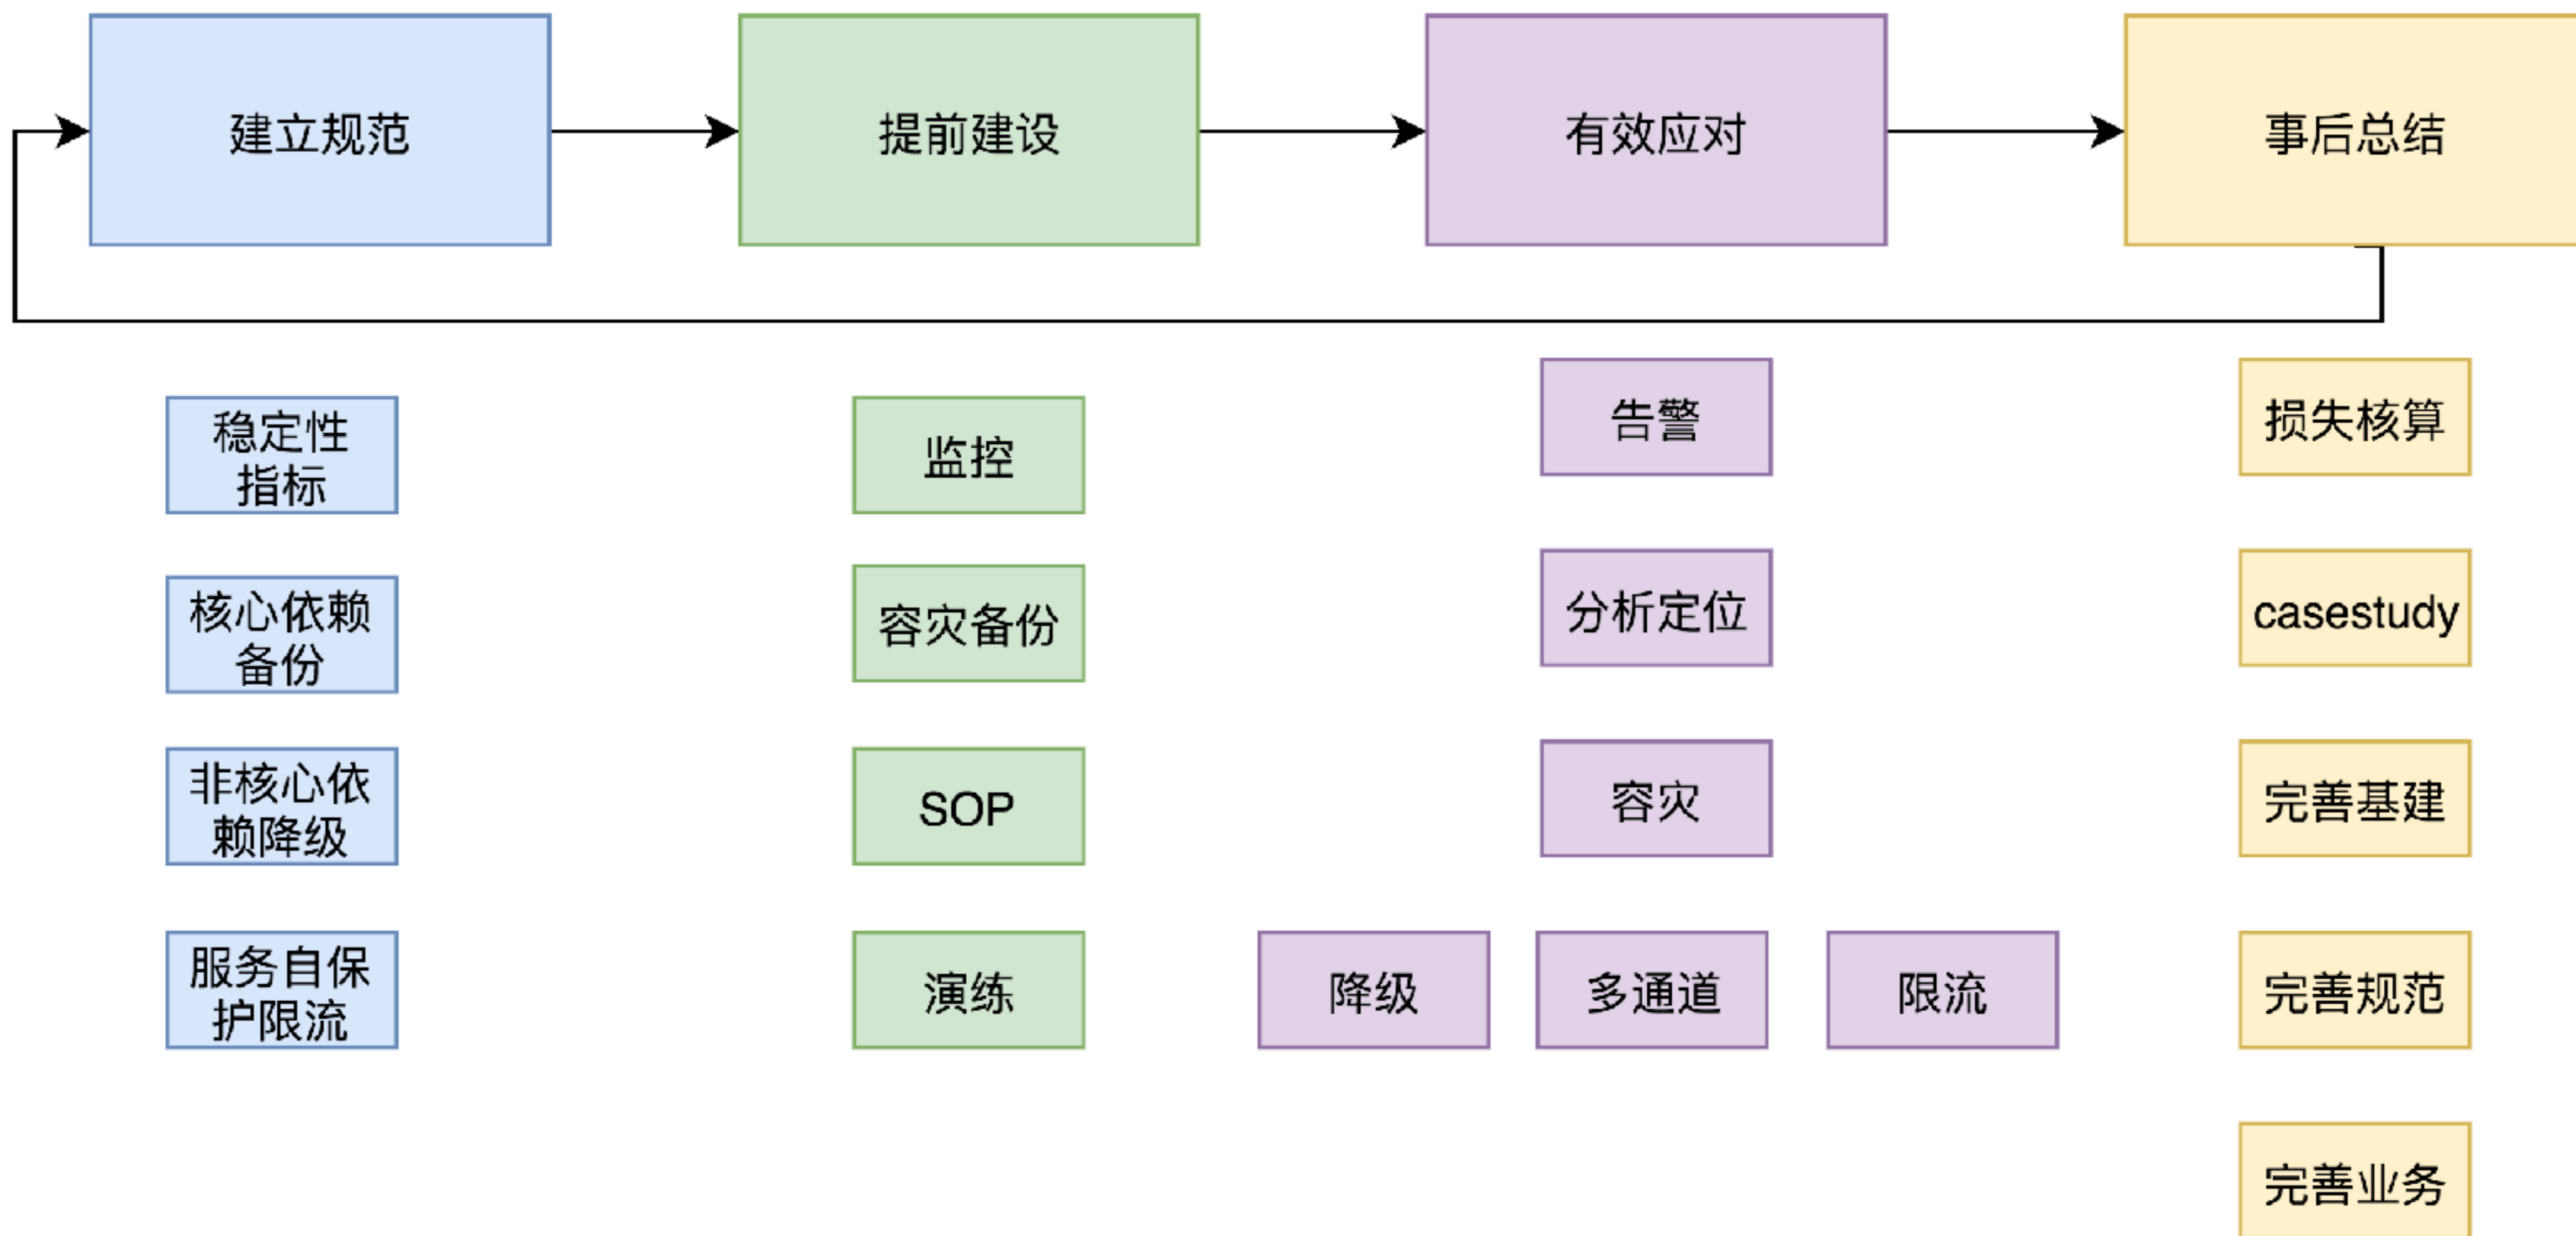 建立规范
提前建设
有效应对
事后总结
稳定性
指标
核心依赖
备份
非核心依
赖降级
服务自保
护限流
监控
容灾备份
SOP
演练
告警
分析定位
容灾
降级
多通道
限流
损失核算
casestudy
完善基建
完善规范
完善业务